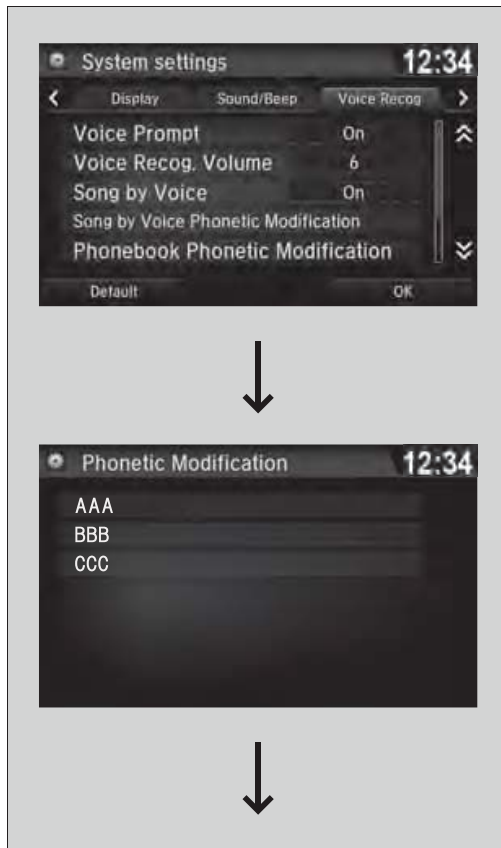 System settings 12:34
Display Sound/Beep Voice Recog
Voice Prompt On
Voice Recog. Volume 6
Song by Voice On
Song by Voice Phonetic Modification
Phonebook Phonetic Modification
Default OK
Phonetic Modification 12:34
AAA
BBB
CCC